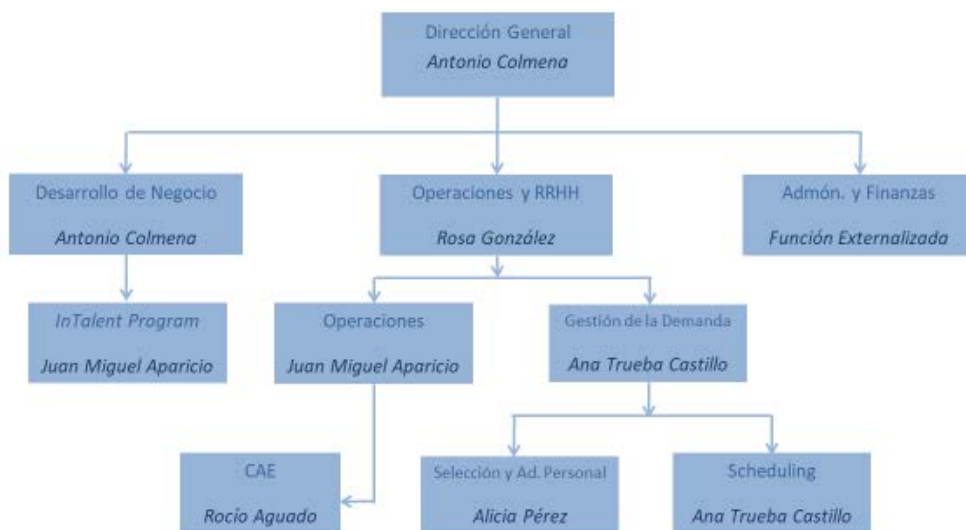 Dirección General
Antonio Colmena
Desarrollo de Negocio
Antonio Colmena
Operaciones y RRHH
Rosa González
Admón. y Finanzas
Función Externalizada
InTalent Program
Juan Miguel Aparicio
Operaciones
Juan Miguel Aparicio
Gestión de la Demanda
Ana Trueba Castillo
CAE
Rocío Aguado
Selección y Ad. Personal
Alicia Pérez
Scheduling
Ana Trueba Castillo